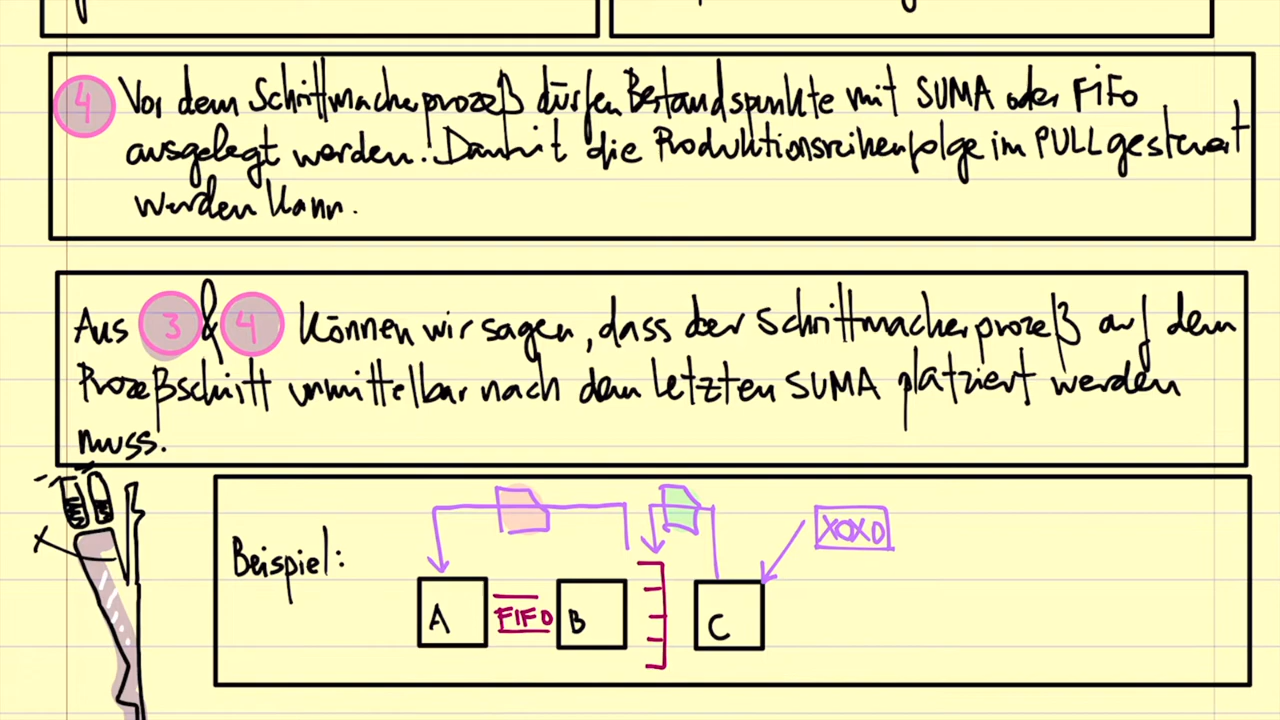 4 Vor dem Schrittmacherprozeß dürfen Bestandspunkte mit SUMA oder FiFo
ausgelegt werden! Damit die Produktionsreihenfolge im PULL gesteuert
werden kann.
Aus 3 & 4 können wir sagen, dass der Schrittmacherprozeß auf dem
Prozeßschritt unmittelbar nach dem letzten SUMA platziert werden
muss.
XOXO
Beispiel:
A FIFO B C